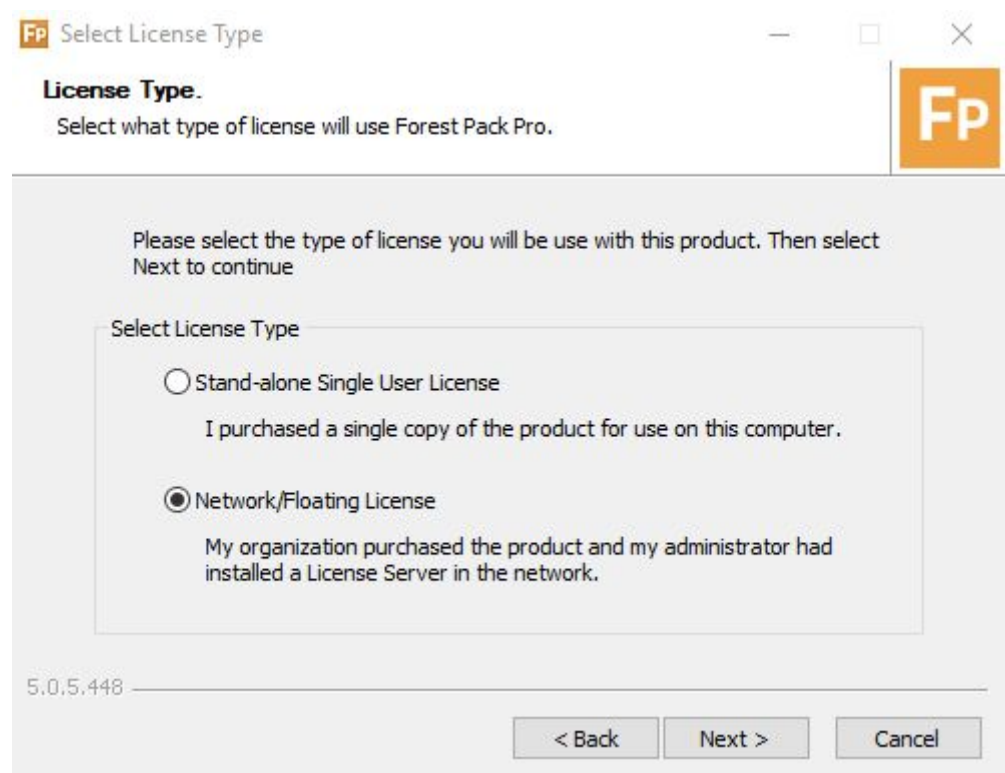 FP Select License Type
License Type.
Select what type of license will use Forest Pack Pro.
FP
Please select the type of license you will be use with this product. Then select
Next to continue
Select License Type
Stand-alone Single User License
I purchased a single copy of the product for use on this computer.
Network/Floating License
My organization purchased the product and my administrator had
installed a License Server in the network.
5.0.5.448
< Back Next > Cancel